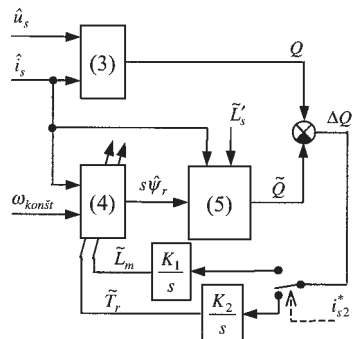 û_s
î_s
(3)
Q
L̃'_s
ΔQ
ω_konšt
(4)
sψ̂_r
(5)
Q̃
L̃_m
K_1
s
T̃_r
K_2
s
i*_s2